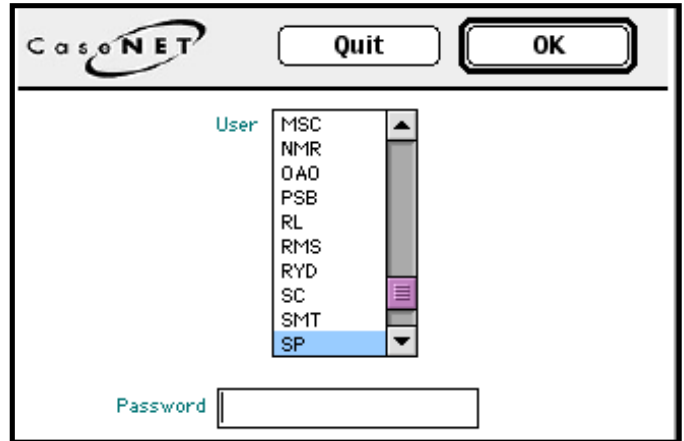 CaseNET
Quit
OK
User
MSC
NMR
OAO
PSB
RL
RMS
RYD
SC
SMT
SP
Password